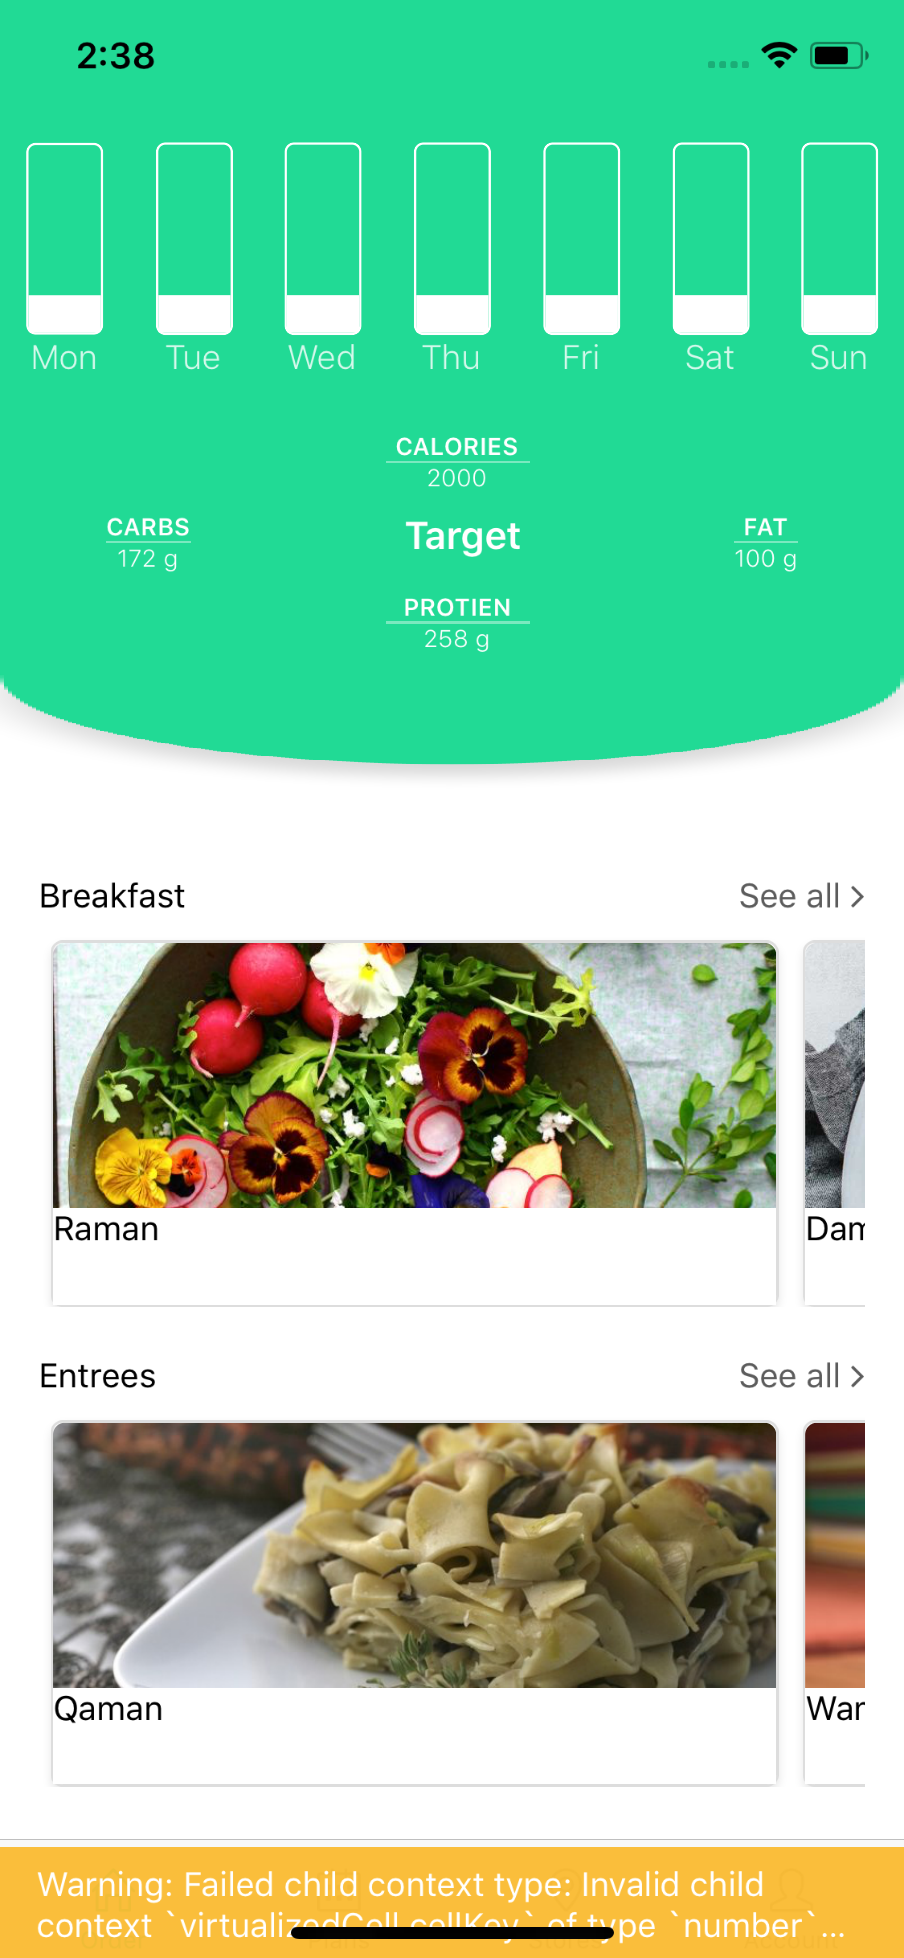 2:38
Mon Tue Wed Thu Fri Sat Sun
CALORIES
2000
CARBS
172 g
Target
FAT
100 g
PROTIEN
258 g
Breakfast See all
Raman Dam
Entrees See all
Qaman
Warning: Failed child context type: Invalid child
context `virtualizedCell.cellKey` of type `number`...